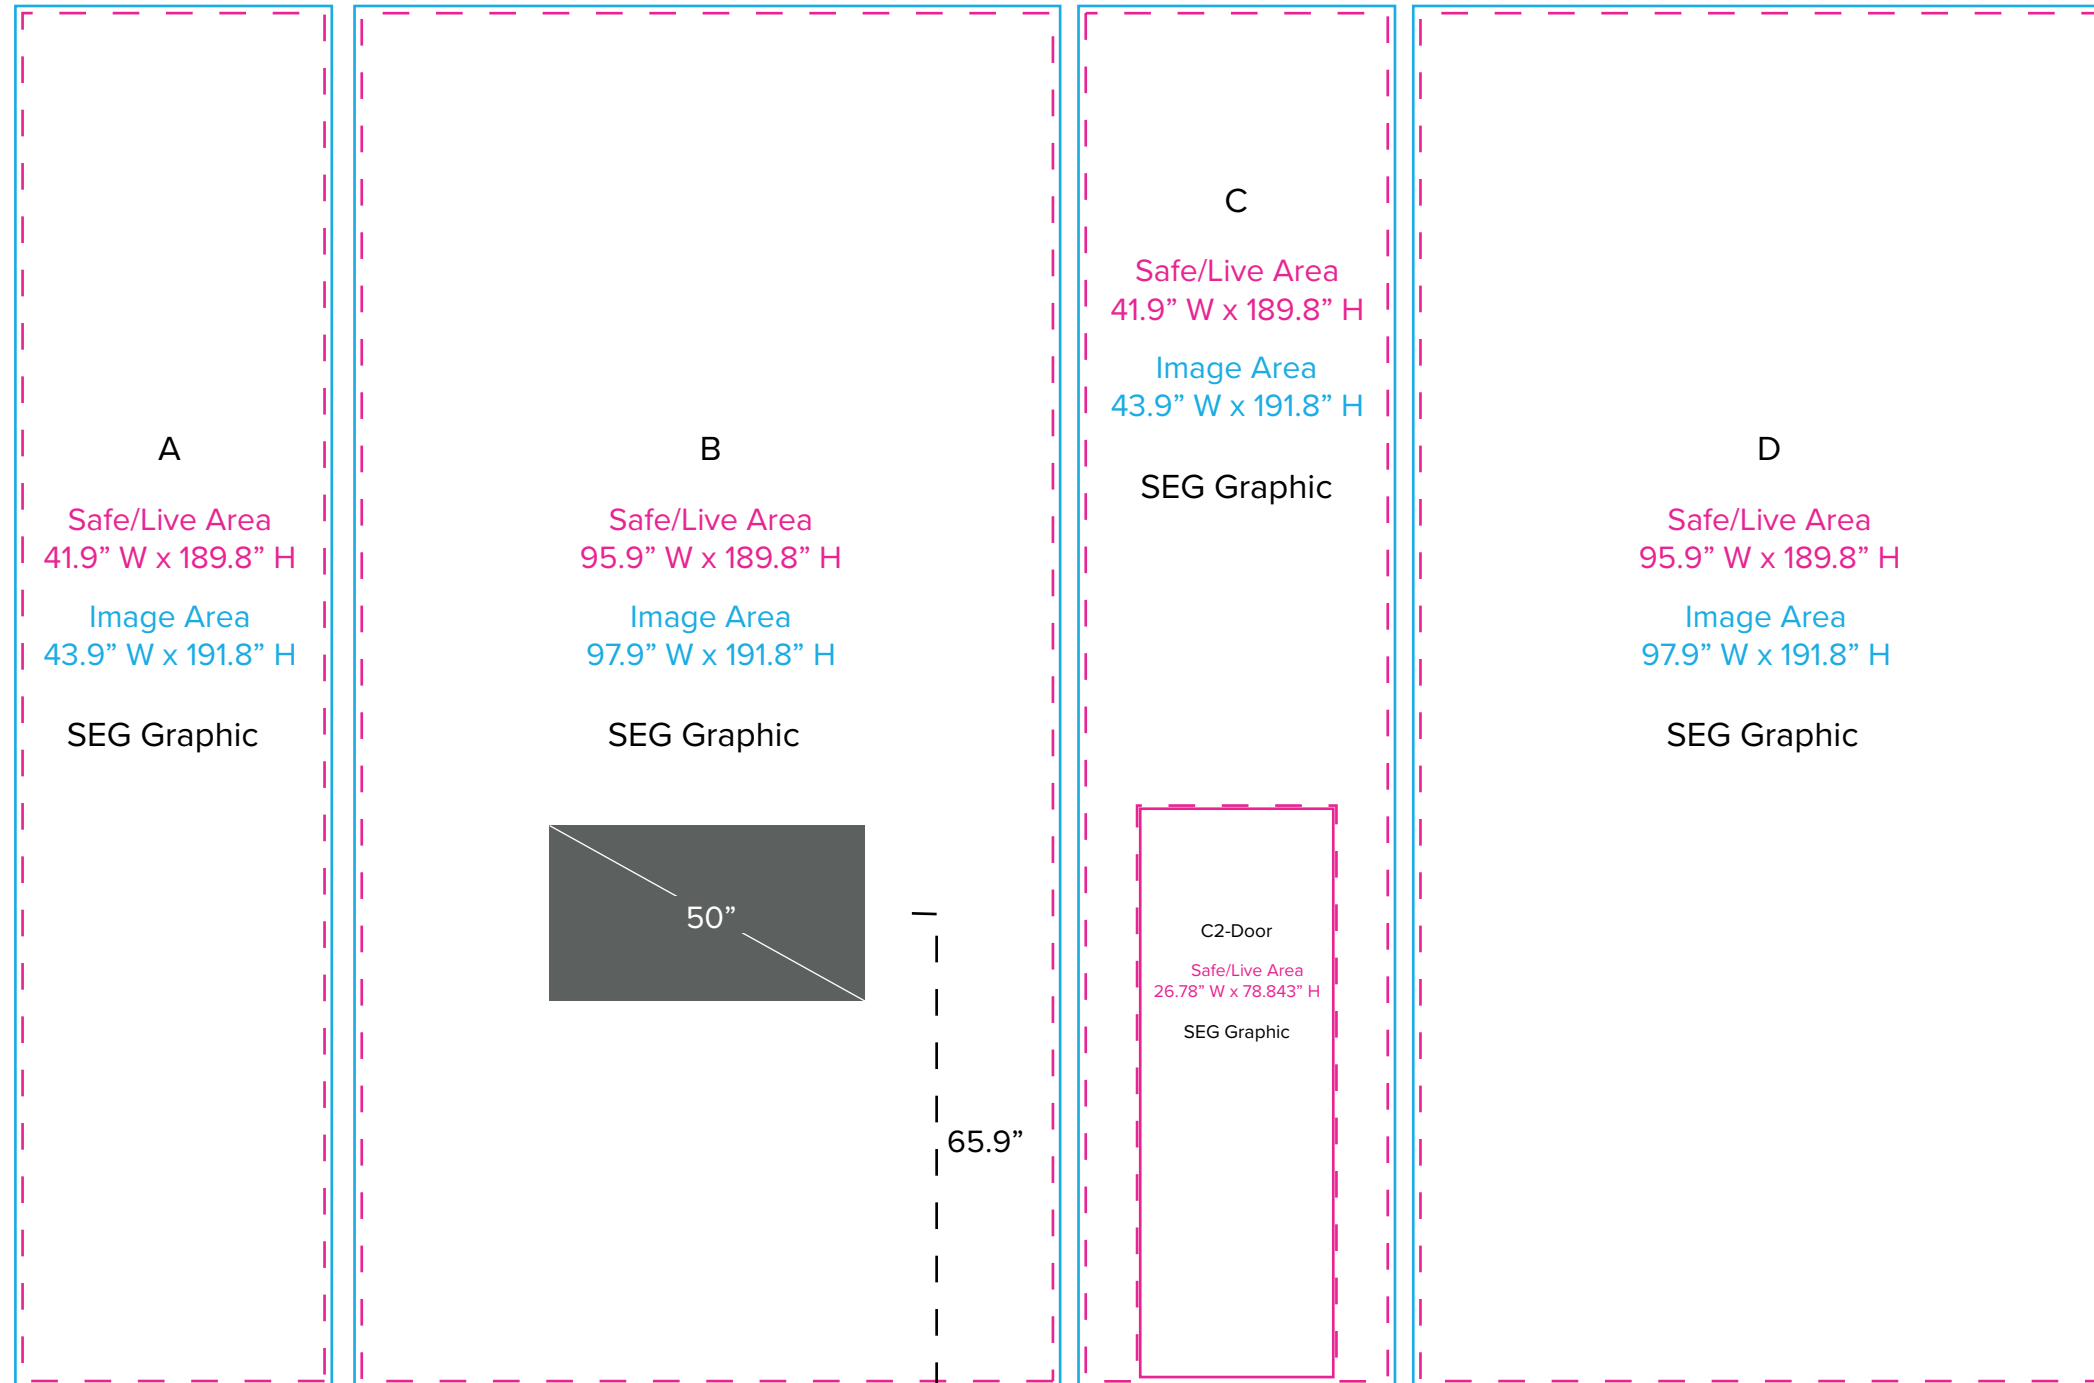 A
Safe/Live Area
41.9” W x 189.8” H
Image Area
43.9” W x 191.8” H
SEG Graphic
B
Safe/Live Area
95.9” W x 189.8” H
Image Area
97.9” W x 191.8” H
SEG Graphic
50”
65.9”
C
Safe/Live Area
41.9” W x 189.8” H
Image Area
43.9” W x 191.8” H
SEG Graphic
C2-Door
Safe/Live Area
26.78” W x 78.843” H
SEG Graphic
D
Safe/Live Area
95.9” W x 189.8” H
Image Area
97.9” W x 191.8” H
SEG Graphic